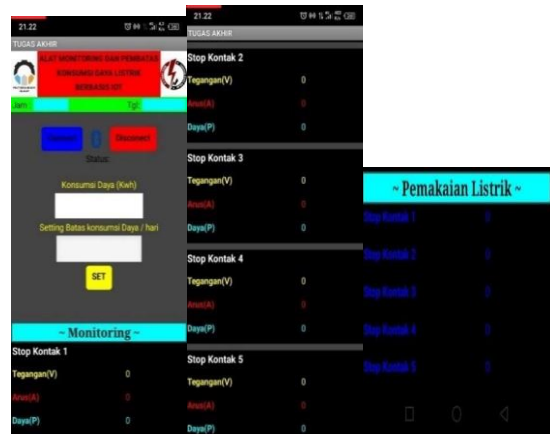 21.22
TUGAS AKHIR
ALAT MONITORING DAN PEMBATAS
KONSUMSI DAYA LISTRIK
BERBASIS IOT
Jam: Tgl:
0 Disconnect
Status:
Konsumsi Daya (Kwh)
Setting Batas konsumsi Daya / hari
SET
~ Monitoring ~
Stop Kontak 1
Tegangan(V) 0
Arus(A) 0
Daya(P) 0
21.22
TUGAS AKHIR
Stop Kontak 2
Tegangan(V) 0
Arus(A) 0
Daya(P) 0
Stop Kontak 3
Tegangan(V) 0
Arus(A) 0
Daya(P) 0
Stop Kontak 4
Tegangan(V) 0
Arus(A) 0
Daya(P) 0
Stop Kontak 5
Tegangan(V) 0
Arus(A) 0
Daya(P) 0
~ Pemakaian Listrik ~
Stop Kontak 1 0
Stop Kontak 2 0
Stop Kontak 3 0
Stop Kontak 4 0
Stop Kontak 5 0